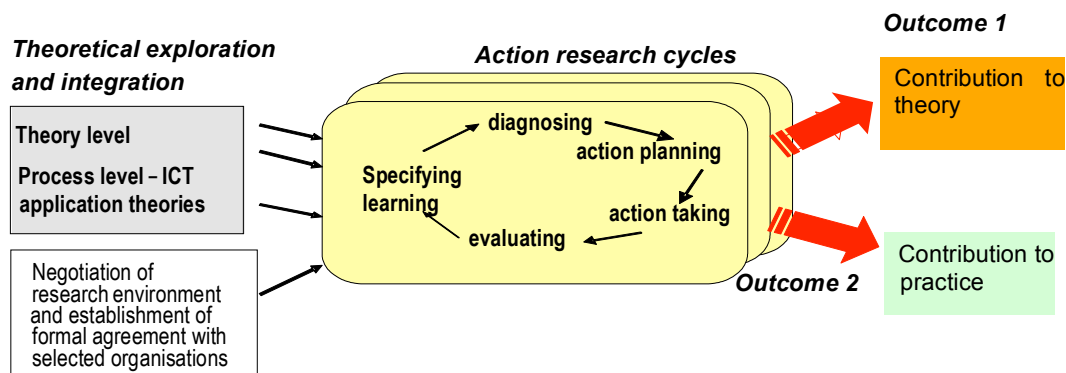 Theoretical exploration
and integration
Theory level
Process level – ICT
application theories
Negotiation of
research environment
and establishment of
formal agreement with
selected organisations
Action research cycles
diagnosing
action planning
action taking
evaluating
Specifying
learning
Outcome 1
Contribution to
theory
Outcome 2
Contribution to
practice